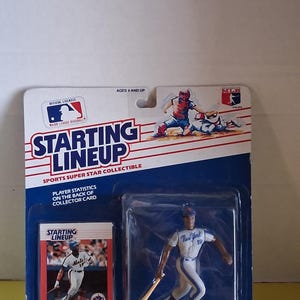 AGES 4 AND UP
STARTING
LINEUP
SPORTS SUPER STAR COLLECTIBLE
PLAYER STATISTICS
ON THE BACK OF
COLLECTOR CARD
STARTING
LINEUP